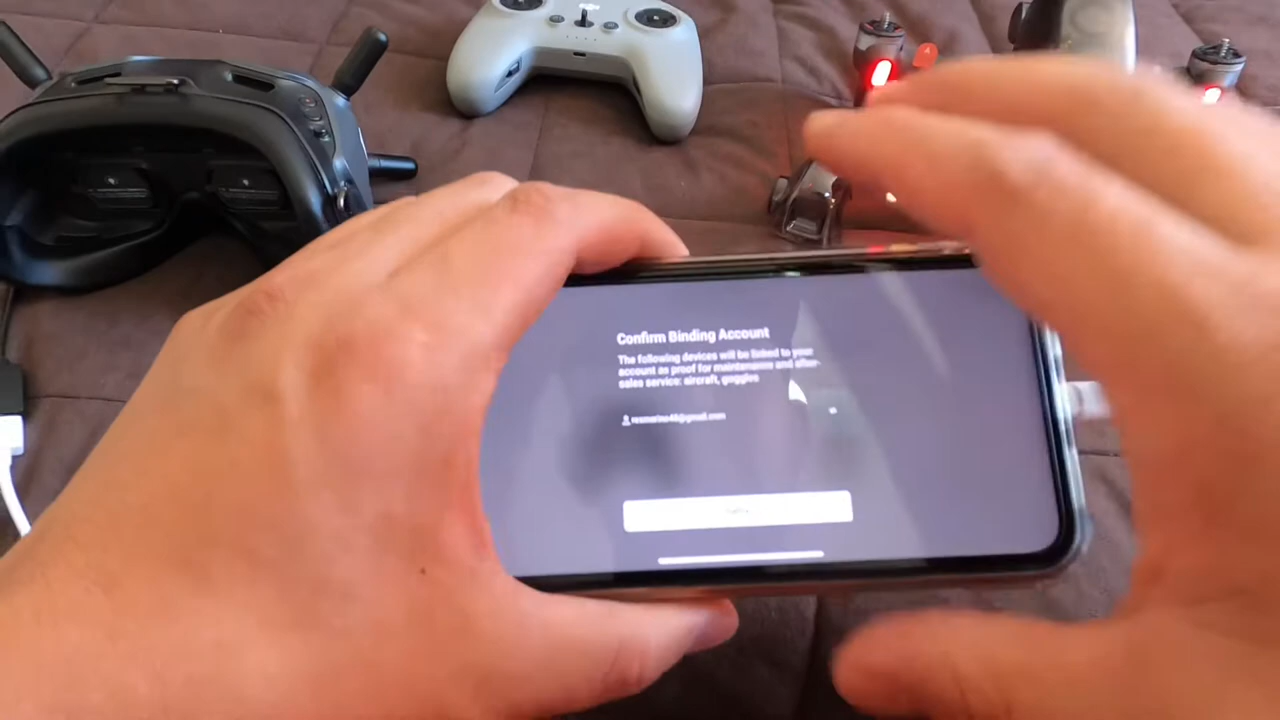 dji
Confirm Binding Account
The following devices will be linked to your
account as proof for maintenance and after-
sales service: aircraft, goggles